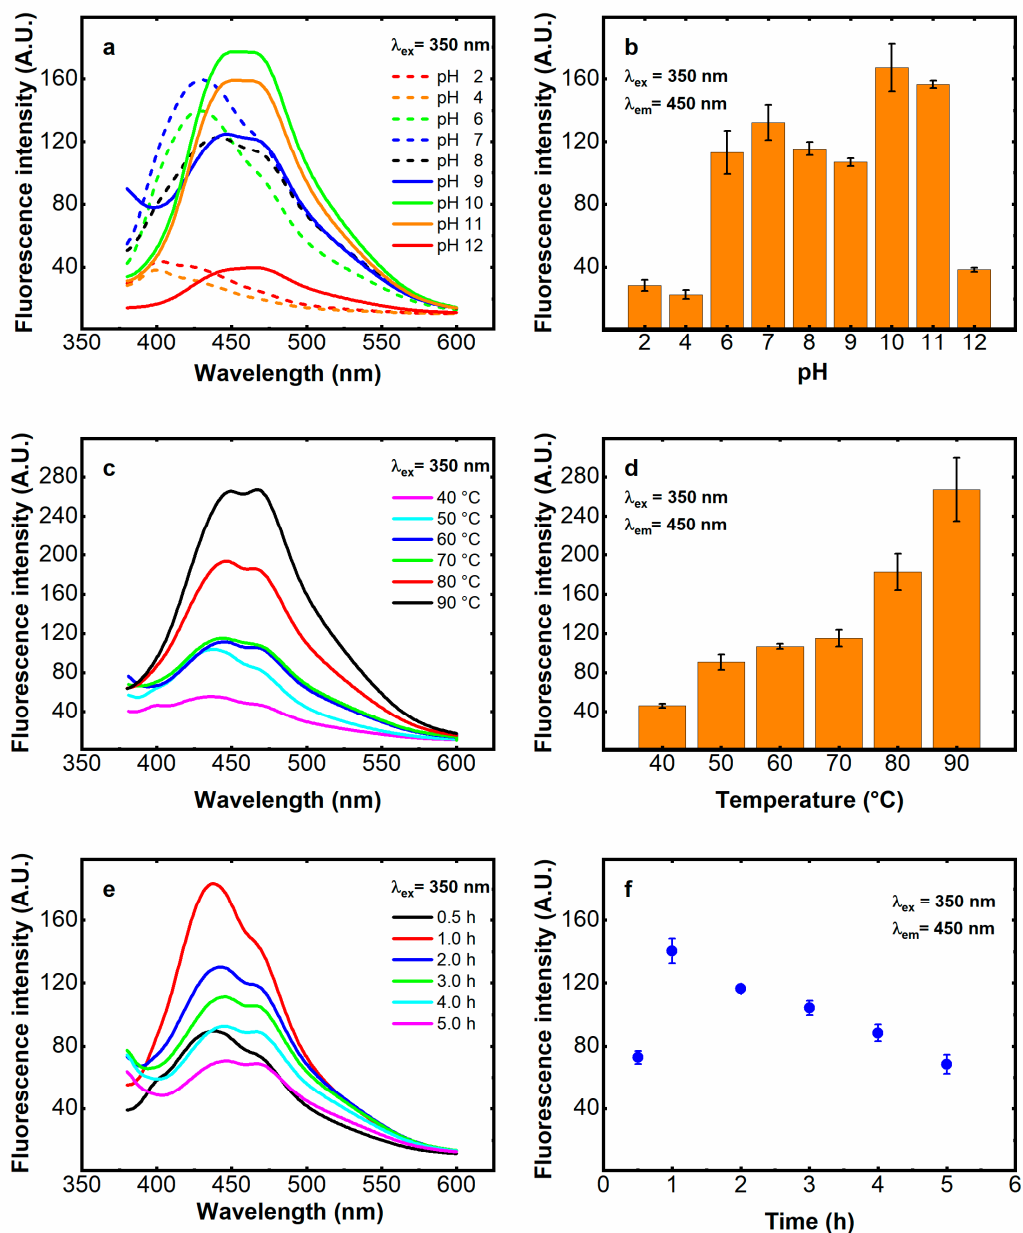 a
λex= 350 nm
pH 2
pH 4
pH 6
pH 7
pH 8
pH 9
pH 10
pH 11
pH 12
Fluorescence intensity (A.U.)
160
120
80
40
350 400 450 500 550 600
Wavelength (nm)
b
λex = 350 nm
λem= 450 nm
Fluorescence intensity (A.U.)
160
120
80
40
2 4 6 7 8 9 10 11 12
pH
c
λex= 350 nm
40 °C
50 °C
60 °C
70 °C
80 °C
90 °C
Fluorescence intensity (A.U.)
280
240
200
160
120
80
40
350 400 450 500 550 600
Wavelength (nm)
d
λex = 350 nm
λem= 450 nm
Fluorescence intensity (A.U.)
280
240
200
160
120
80
40
40 50 60 70 80 90
Temperature (°C)
e
λex= 350 nm
0.5 h
1.0 h
2.0 h
3.0 h
4.0 h
5.0 h
Fluorescence intensity (A.U.)
160
120
80
40
350 400 450 500 550 600
Wavelength (nm)
f
λex = 350 nm
λem= 450 nm
Fluorescence intensity (A.U.)
160
120
80
40
0 1 2 3 4 5 6
Time (h)